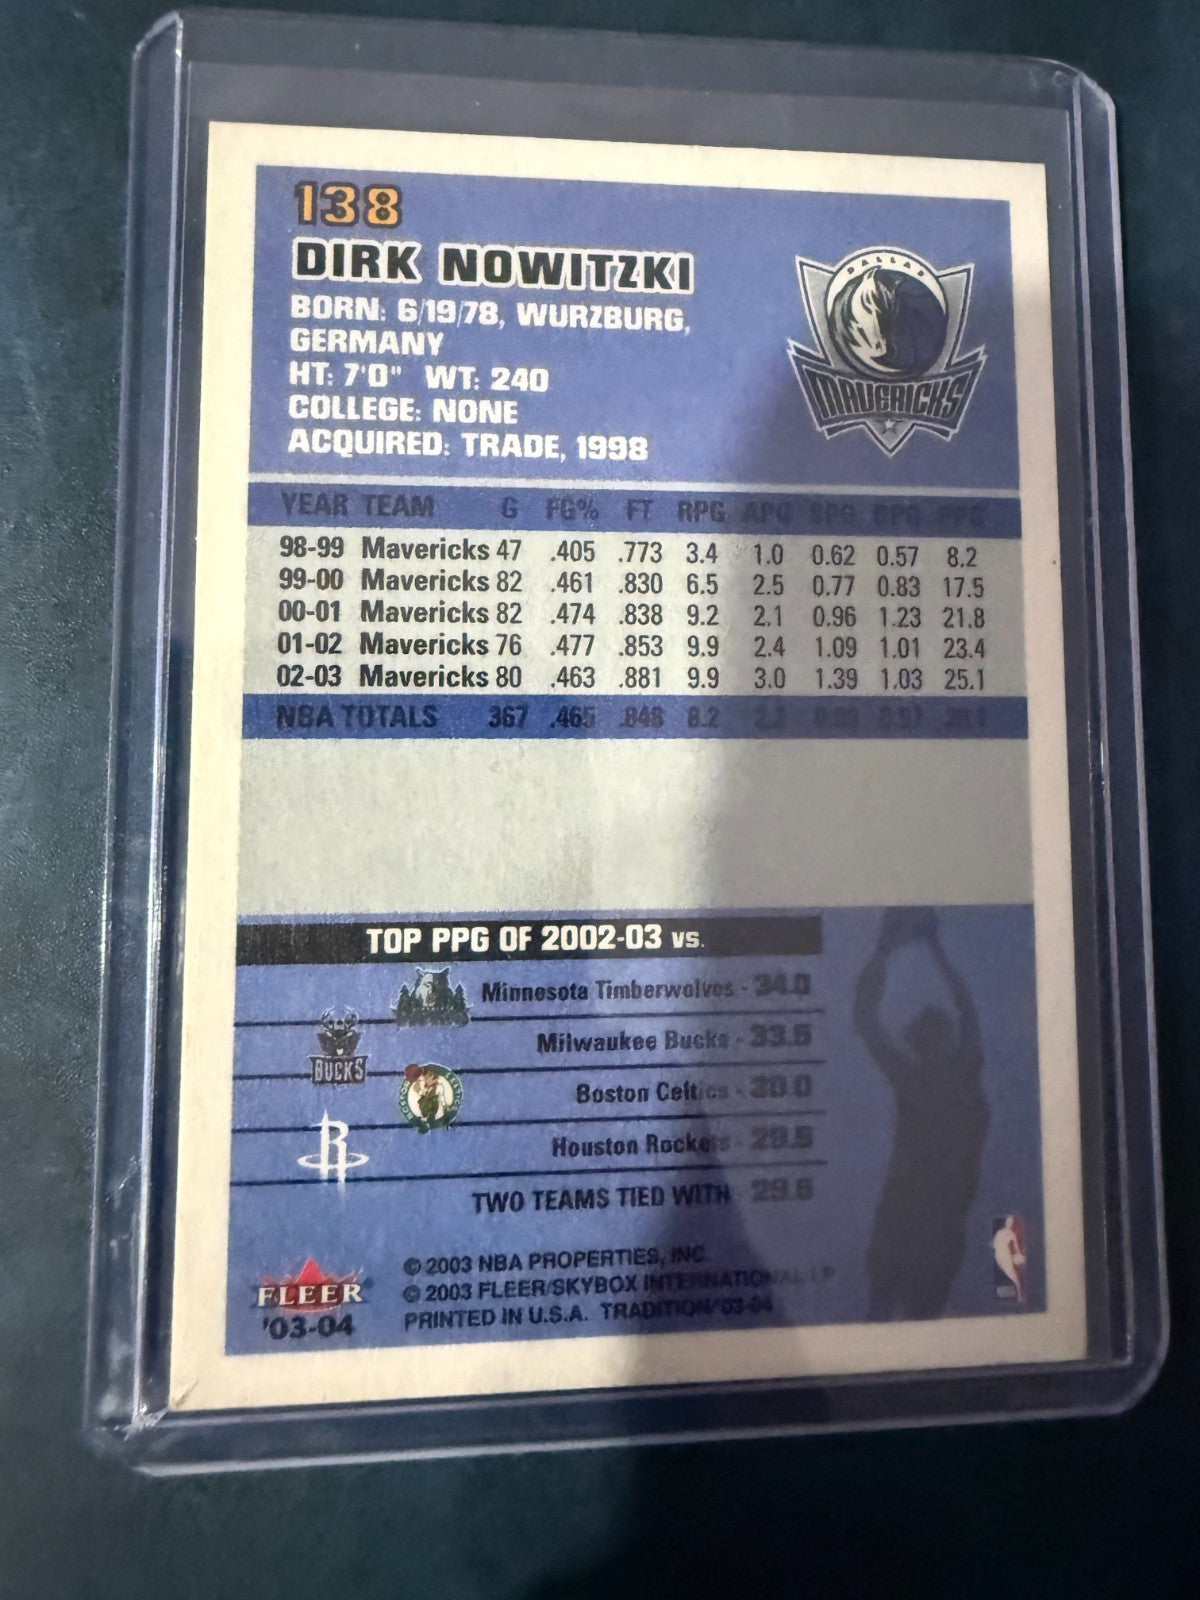 138
DIRK NOWITZKI
BORN: 6/19/78, WURZBURG,
GERMANY
HT: 7'0" WT: 240
COLLEGE: NONE
ACQUIRED: TRADE, 1998
DALLAS
MAVERICKS
YEAR TEAM G FG% FT RPG APG SPG BPG PPG
98-99 Mavericks 47 .405 .773 3.4 1.0 0.62 0.57 8.2
99-00 Mavericks 82 .461 .830 6.5 2.5 0.77 0.83 17.5
00-01 Mavericks 82 .474 .838 9.2 2.1 0.96 1.23 21.8
01-02 Mavericks 76 .477 .853 9.9 2.4 1.09 1.01 23.4
02-03 Mavericks 80 .463 .881 9.9 3.0 1.39 1.03 25.1
NBA TOTALS 367 .465 .848 8.2
TOP PPG OF 2002-03 vs.
Minnesota Timberwolves - 34.0
Milwaukee Bucks - 33.5
BUCKS
Boston Celtics - 30.0
Houston Rockets - 29.5
R
TWO TEAMS TIED WITH
© 2003 NBA PROPERTIES, INC.
© 2003 FLEER/SKYBOX INTERNATIONAL LP
PRINTED IN U.S.A. TRADITION/'03-04
FLEER
'03-04